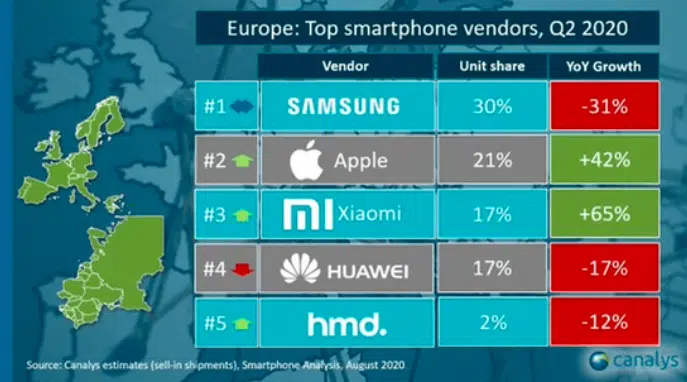 Europe: Top smartphone vendors, Q2 2020
Vendor Unit share YoY Growth
#1 SAMSUNG 30% -31%
#2 Apple 21% +42%
#3 MI Xiaomi 17% +65%
#4 HUAWEI 17% -17%
#5 hmd. 2% -12%
Source: Canalys estimates (sell-in shipments), Smartphone Analysis, August 2020
canalys